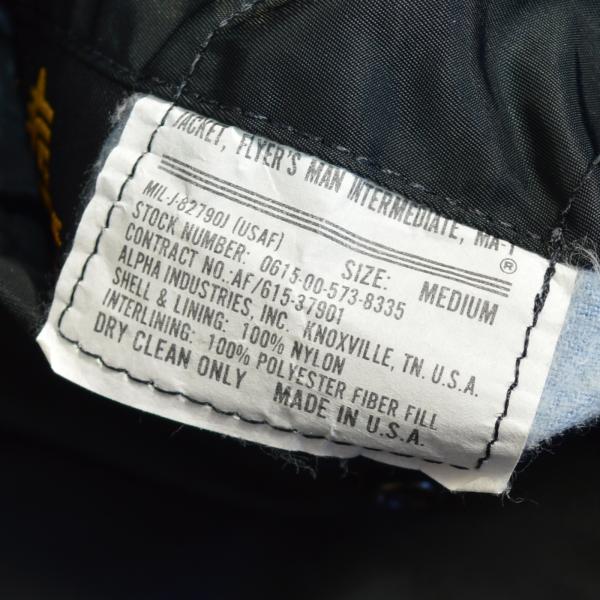 JACKET, FLYER'S MAN INTERMEDIATE, MA-1
®
MIL-J-82790J (USAF)
SIZE: MEDIUM
STOCK NUMBER: 0615-00-573-8335
CONTRACT NO.:AF/615-37901
ALPHA INDUSTRIES, INC. KNOXVILLE, TN. U.S.A.
SHELL & LINING: 100% NYLON
INTERLINING: 100% POLYESTER FIBER FILL
DRY CLEAN ONLY
MADE IN U.S.A.